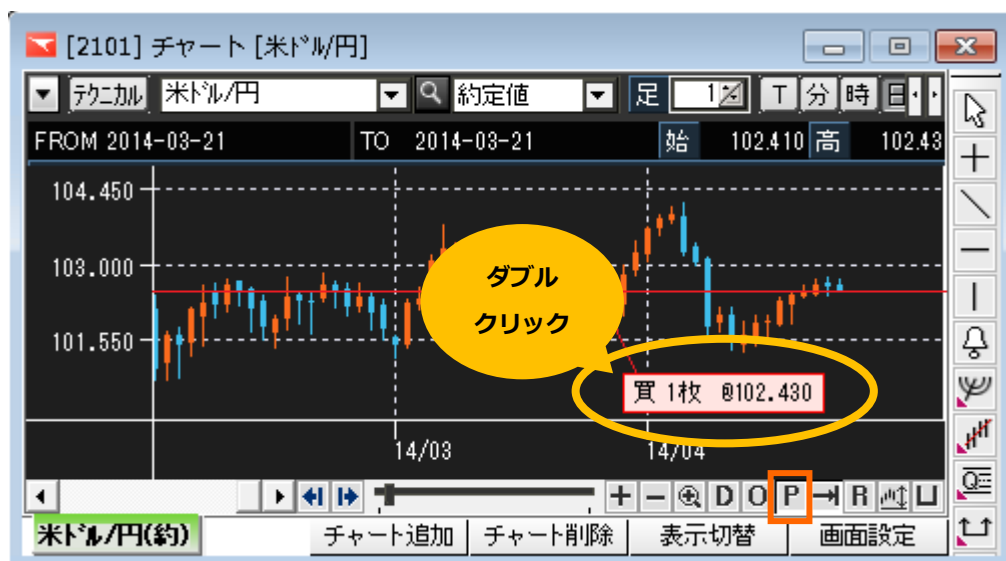 [2101] チャート [米ﾄﾞﾙ/円]
ﾃｸﾆｶﾙ 米ﾄﾞﾙ/円 約定値 足 1 T 分 時 日
FROM 2014-03-21 TO 2014-03-21 始 102.410 高 102.43
104.450
103.000
101.550
ダブル
クリック
買 1枚 @102.430
14/03 14/04
D O P R
米ﾄﾞﾙ/円(約) チャート追加 チャート削除 表示切替 画面設定